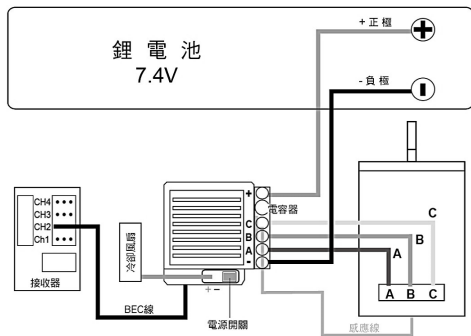 鋰電池
7.4V
+正極
-負極
CH4
CH3
CH2
Ch1
接收器
BEC線
冷卻風扇
+ -
電源開關
+
電容器
C
B
A
-
感應線
A
B
C
A B C